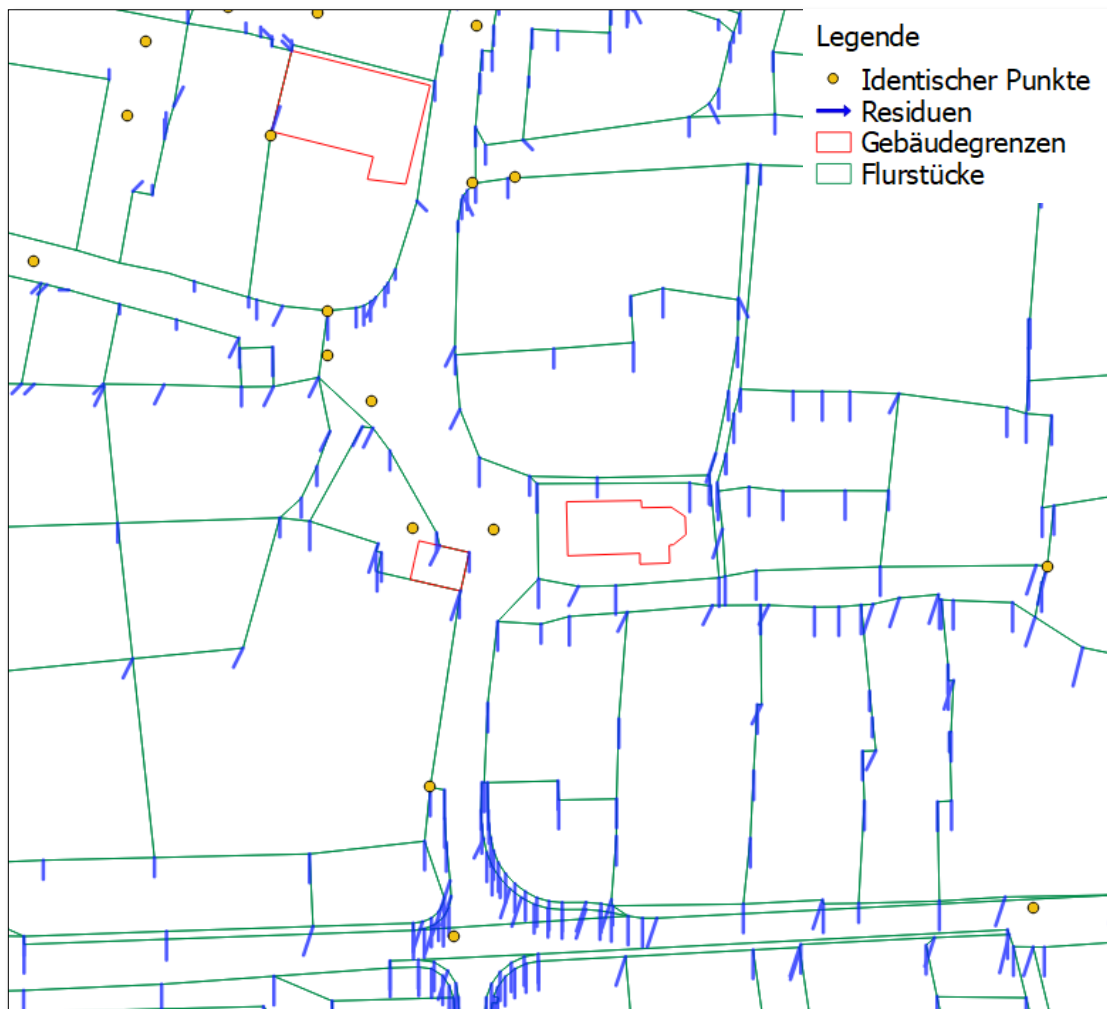 Legende
Identischer Punkte
Residuen
Gebäudegrenzen
Flurstücke